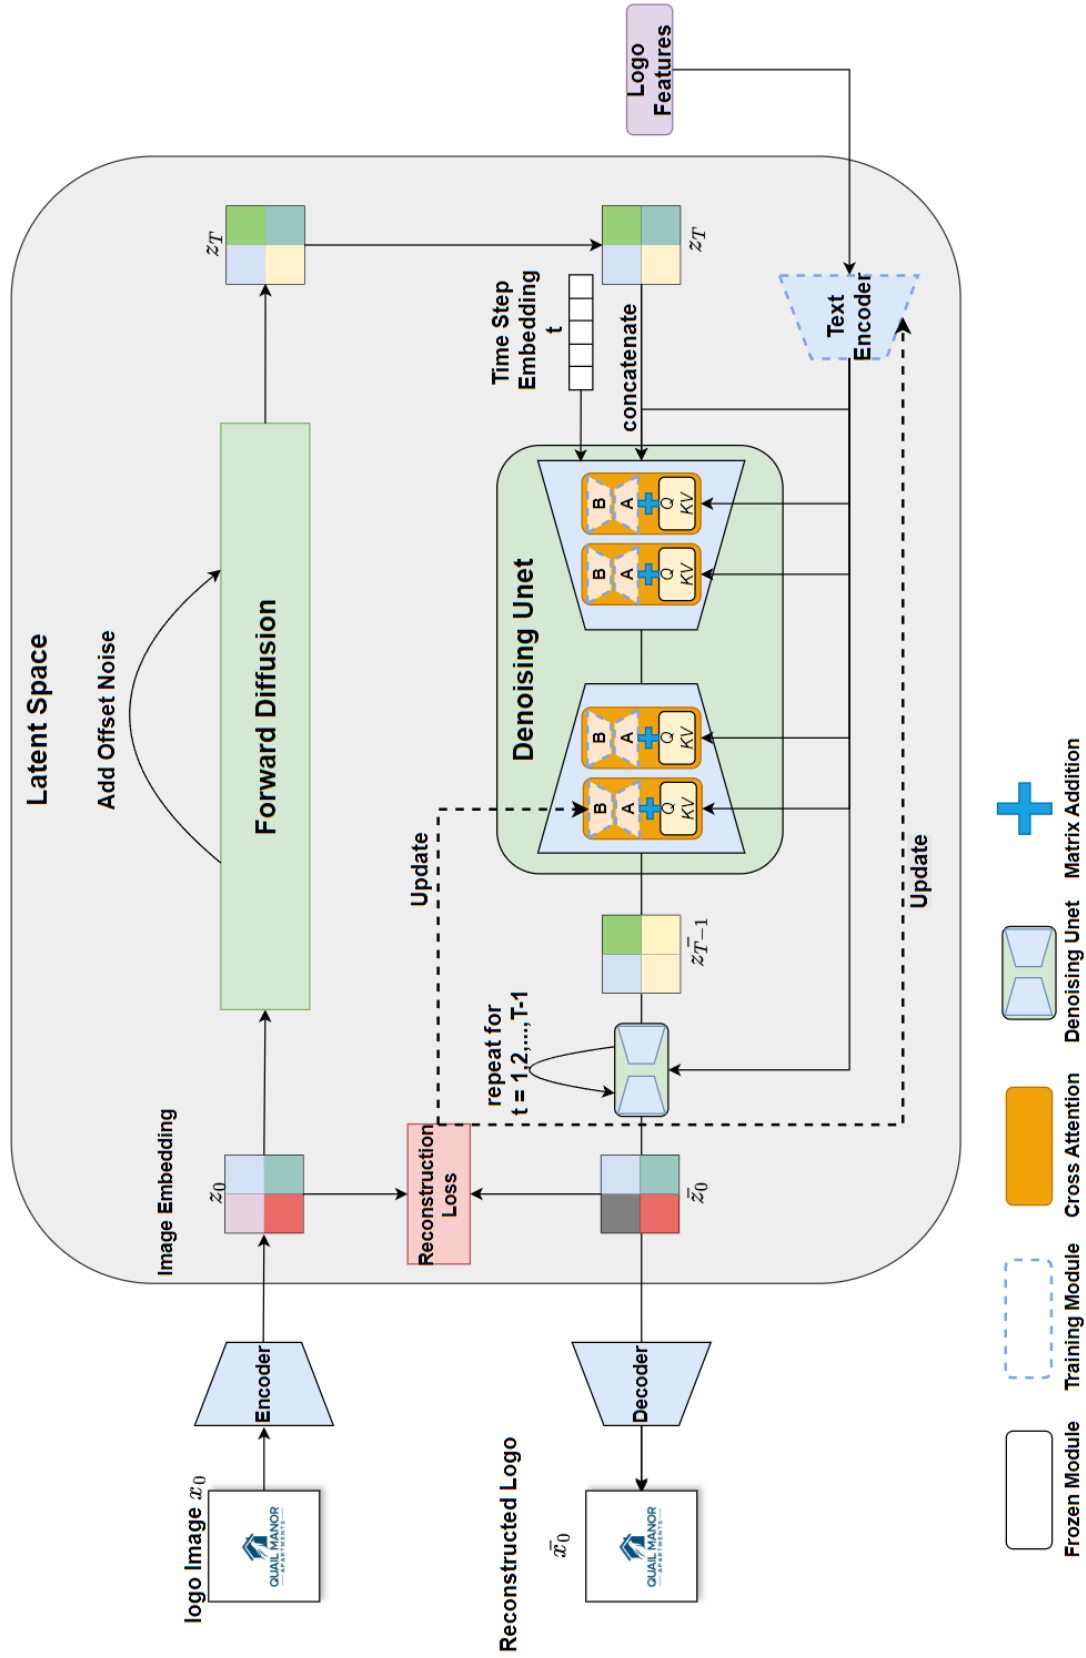 Latent Space
Add Offset Noise
Forward Diffusion
Image Embedding
z_0
z_T
logo Image x_0
QUAIL MANOR
APARTMENTS
Encoder
Reconstruction
Loss
Update
Time Step
Embedding
t
concatenate
z_T
Denoising Unet
B
A
Q
KV
B
A
Q
KV
B
A
Q
KV
B
A
Q
KV
repeat for
t = 1,2,...,T-1
z̄_{T-1}
z̄_0
Logo
Features
Text
Encoder
Update
Reconstructed Logo
x̄_0
QUAIL MANOR
APARTMENTS
Decoder
Frozen Module
Training Module
Cross Attention
Denoising Unet
Matrix Addition